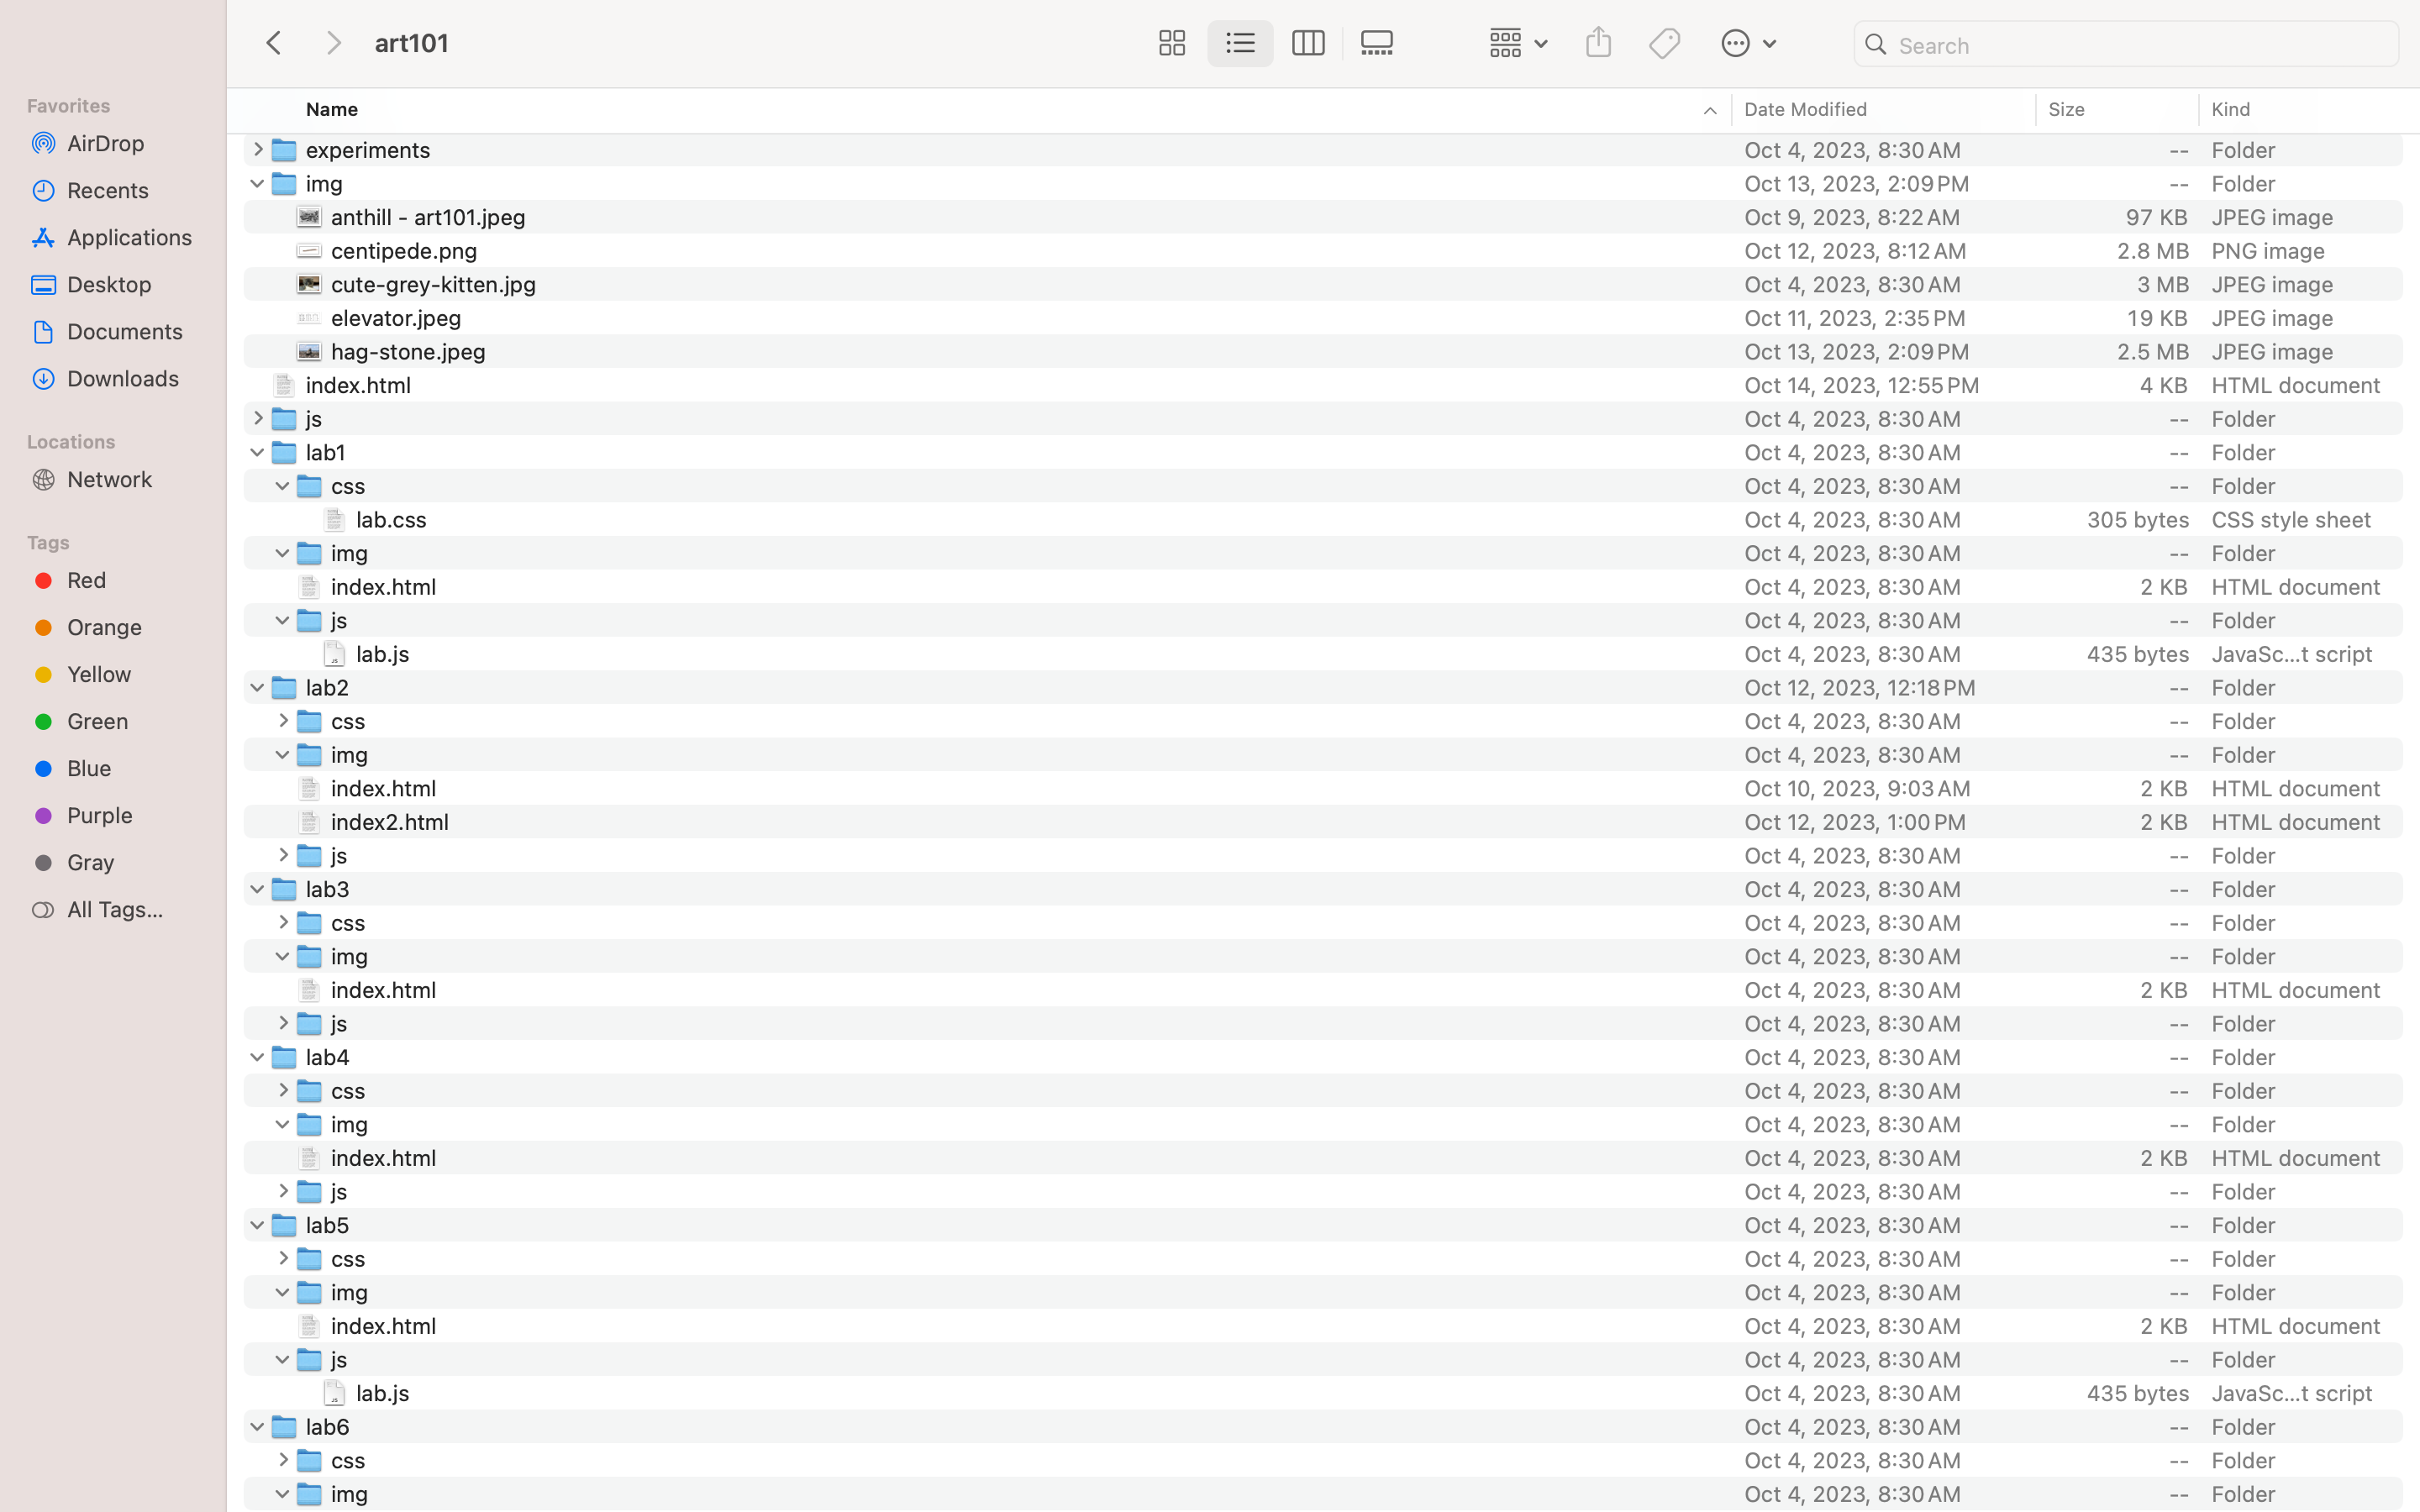 art101
Search
Favorites
AirDrop
Recents
Applications
Desktop
Documents
Downloads
Locations
Network
Tags
Red
Orange
Yellow
Green
Blue
Purple
Gray
All Tags...
Name Date Modified Size Kind
experiments Oct 4, 2023, 8:30 AM -- Folder
img Oct 13, 2023, 2:09 PM -- Folder
anthill - art101.jpeg Oct 9, 2023, 8:22 AM 97 KB JPEG image
centipede.png Oct 12, 2023, 8:12 AM 2.8 MB PNG image
cute-grey-kitten.jpg Oct 4, 2023, 8:30 AM 3 MB JPEG image
elevator.jpeg Oct 11, 2023, 2:35 PM 19 KB JPEG image
hag-stone.jpeg Oct 13, 2023, 2:09 PM 2.5 MB JPEG image
index.html Oct 14, 2023, 12:55 PM 4 KB HTML document
js Oct 4, 2023, 8:30 AM -- Folder
lab1 Oct 4, 2023, 8:30 AM -- Folder
css Oct 4, 2023, 8:30 AM -- Folder
lab.css Oct 4, 2023, 8:30 AM 305 bytes CSS style sheet
img Oct 4, 2023, 8:30 AM -- Folder
index.html Oct 4, 2023, 8:30 AM 2 KB HTML document
js Oct 4, 2023, 8:30 AM -- Folder
lab.js Oct 4, 2023, 8:30 AM 435 bytes JavaSc...t script
lab2 Oct 12, 2023, 12:18 PM -- Folder
css Oct 4, 2023, 8:30 AM -- Folder
img Oct 4, 2023, 8:30 AM -- Folder
index.html Oct 10, 2023, 9:03 AM 2 KB HTML document
index2.html Oct 12, 2023, 1:00 PM 2 KB HTML document
js Oct 4, 2023, 8:30 AM -- Folder
lab3 Oct 4, 2023, 8:30 AM -- Folder
css Oct 4, 2023, 8:30 AM -- Folder
img Oct 4, 2023, 8:30 AM -- Folder
index.html Oct 4, 2023, 8:30 AM 2 KB HTML document
js Oct 4, 2023, 8:30 AM -- Folder
lab4 Oct 4, 2023, 8:30 AM -- Folder
css Oct 4, 2023, 8:30 AM -- Folder
img Oct 4, 2023, 8:30 AM -- Folder
index.html Oct 4, 2023, 8:30 AM 2 KB HTML document
js Oct 4, 2023, 8:30 AM -- Folder
lab5 Oct 4, 2023, 8:30 AM -- Folder
css Oct 4, 2023, 8:30 AM -- Folder
img Oct 4, 2023, 8:30 AM -- Folder
index.html Oct 4, 2023, 8:30 AM 2 KB HTML document
js Oct 4, 2023, 8:30 AM -- Folder
lab.js Oct 4, 2023, 8:30 AM 435 bytes JavaSc...t script
lab6 Oct 4, 2023, 8:30 AM -- Folder
css Oct 4, 2023, 8:30 AM -- Folder
img Oct 4, 2023, 8:30 AM -- Folder